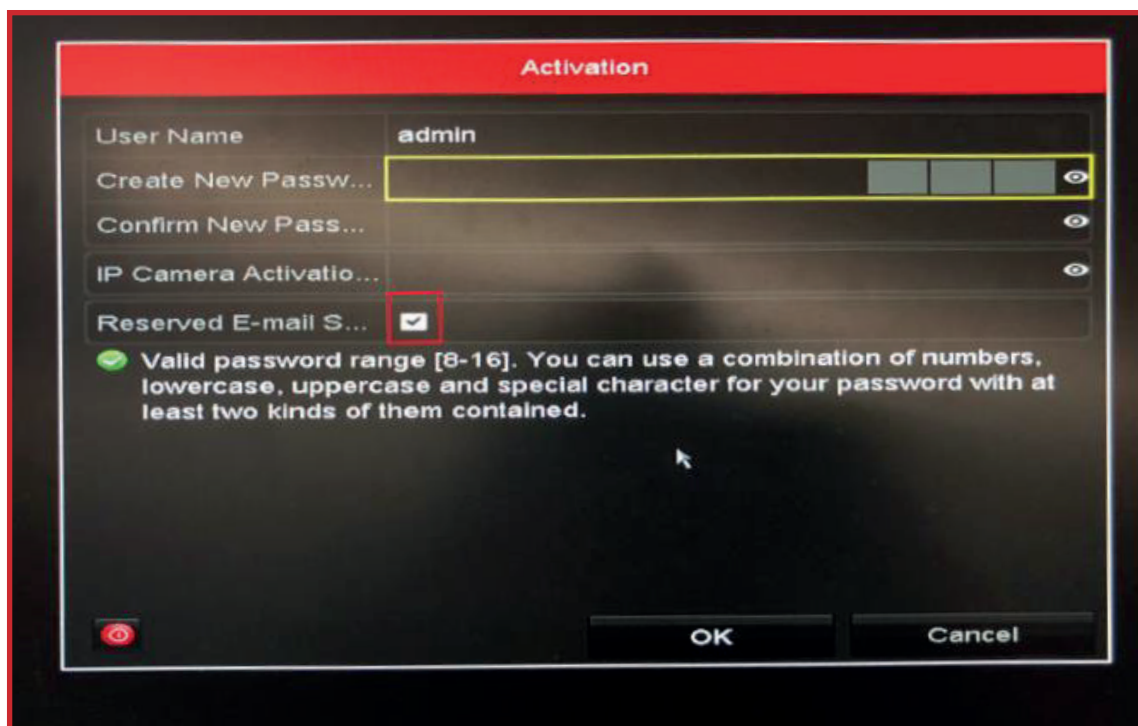 Activation
User Name admin
Create New Passw...
Confirm New Pass...
IP Camera Activatio...
Reserved E-mail S...
Valid password range [8-16]. You can use a combination of numbers,
lowercase, uppercase and special character for your password with at
least two kinds of them contained.
OK Cancel